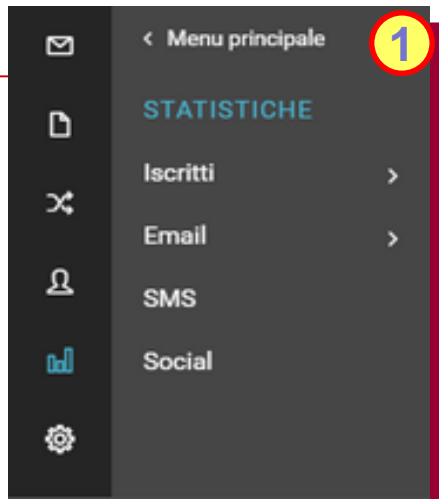 < Menu principale
1
STATISTICHE
Iscritti >
Email >
SMS
Social